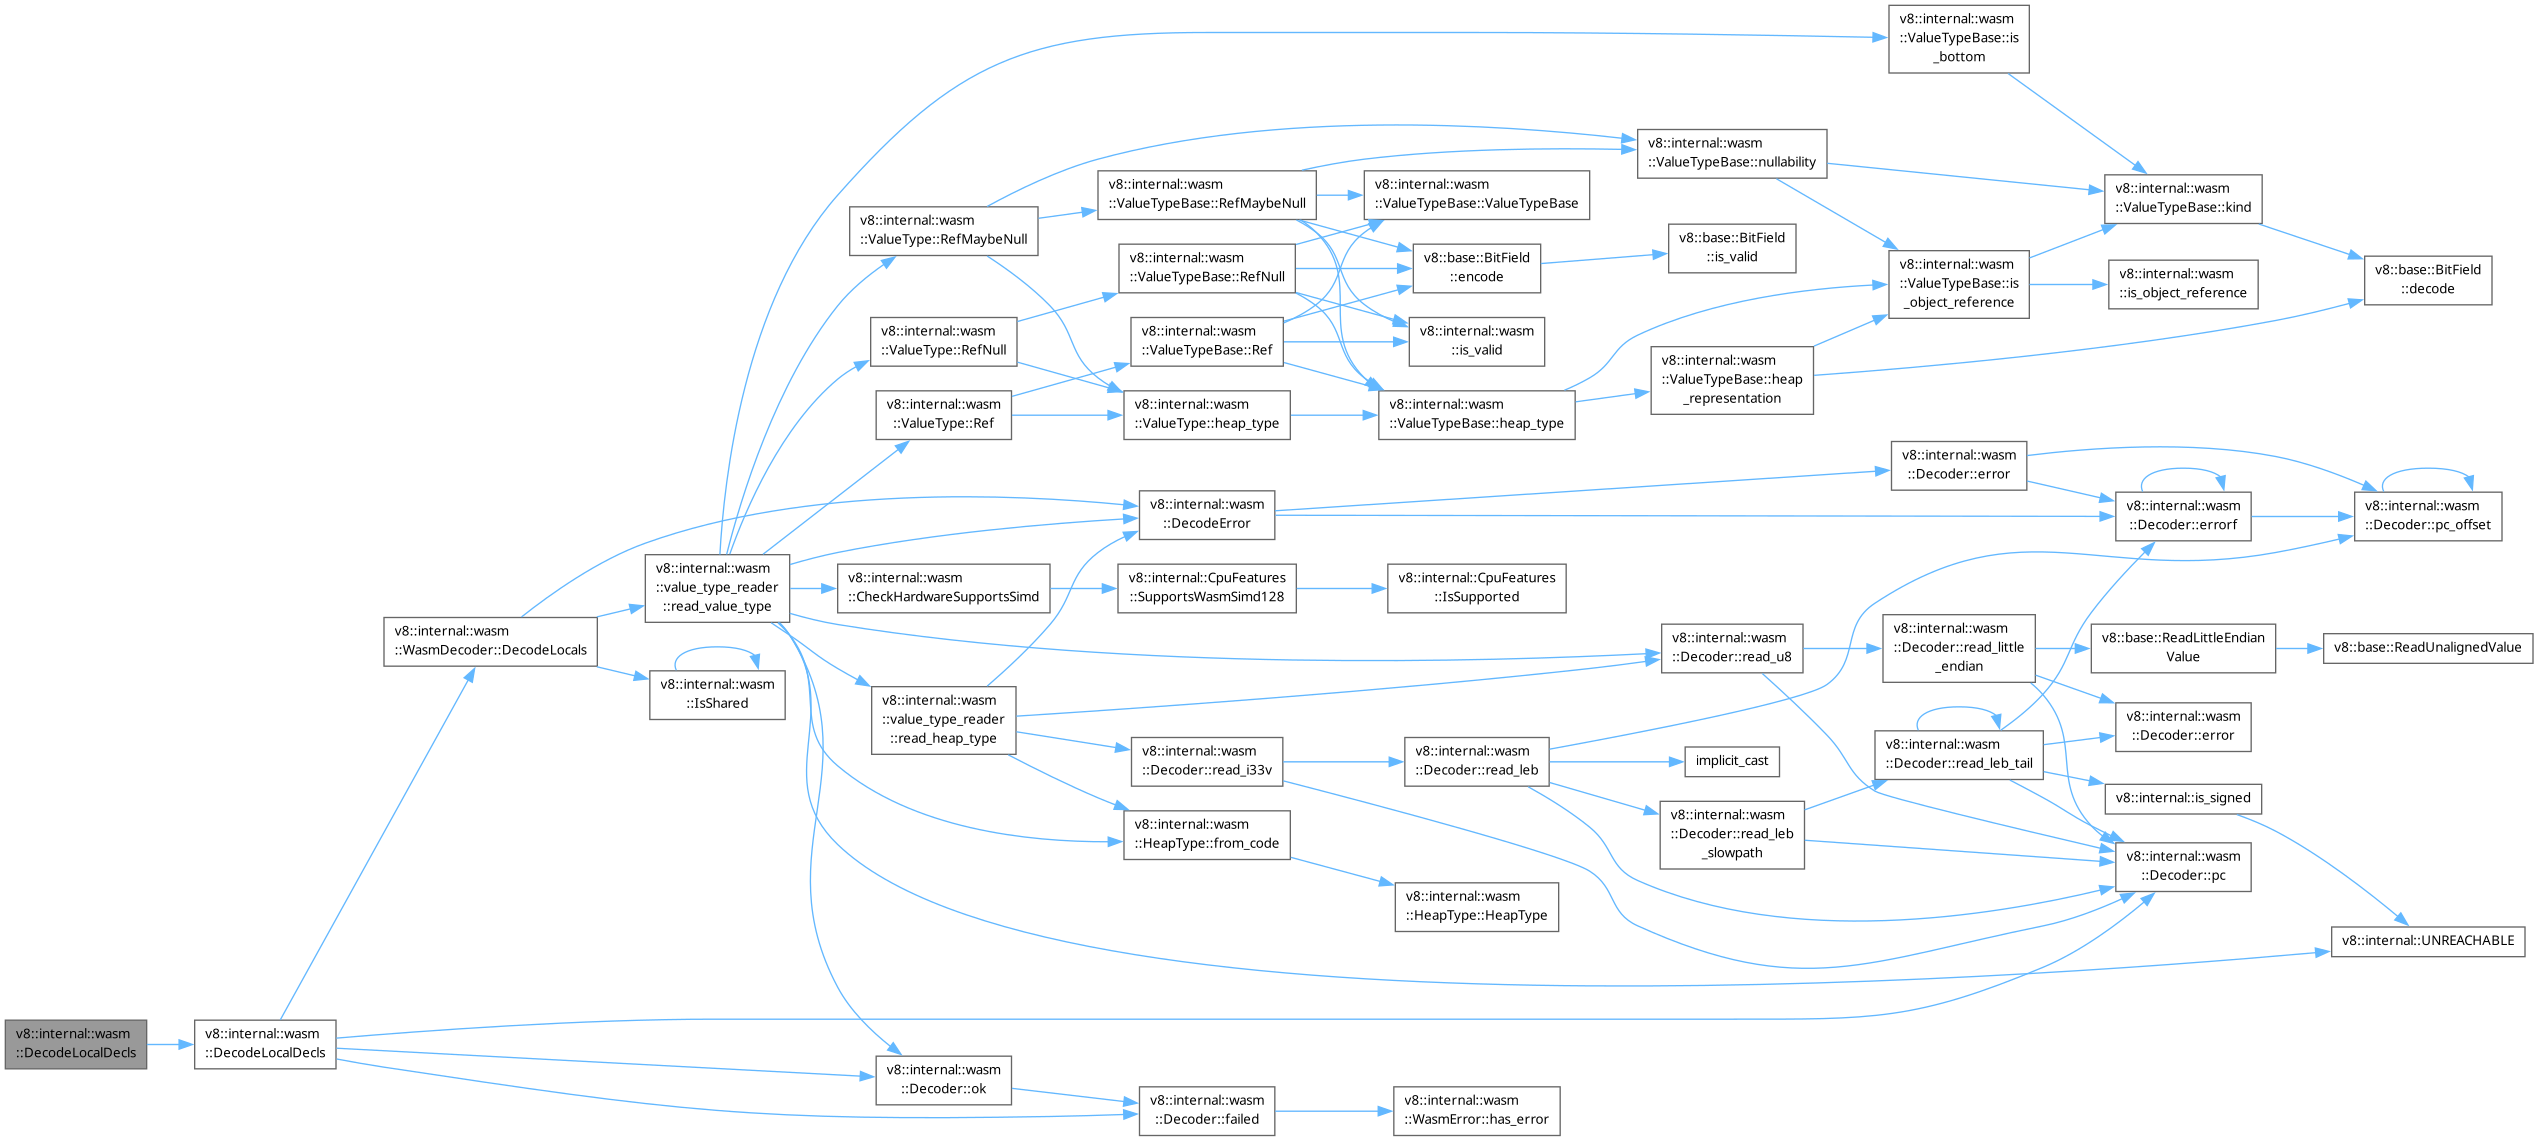 v8::internal::wasm
::DecodeLocalDecls
v8::internal::wasm
::DecodeLocalDecls
v8::internal::wasm
::WasmDecoder::DecodeLocals
v8::internal::wasm
::value_type_reader
::read_value_type
v8::internal::wasm
::IsShared
v8::internal::wasm
::ValueType::RefMaybeNull
v8::internal::wasm
::ValueType::RefNull
v8::internal::wasm
::ValueType::Ref
v8::internal::wasm
::CheckHardwareSupportsSimd
v8::internal::wasm
::value_type_reader
::read_heap_type
v8::internal::wasm
::Decoder::ok
v8::internal::wasm
::ValueTypeBase::RefMaybeNull
v8::internal::wasm
::ValueTypeBase::RefNull
v8::internal::wasm
::ValueTypeBase::Ref
v8::internal::wasm
::ValueType::heap_type
v8::internal::wasm
::DecodeError
v8::internal::CpuFeatures
::SupportsWasmSimd128
v8::internal::wasm
::Decoder::read_i33v
v8::internal::wasm
::HeapType::from_code
v8::internal::wasm
::Decoder::failed
v8::internal::wasm
::ValueTypeBase::ValueTypeBase
v8::base::BitField
::encode
v8::internal::wasm
::is_valid
v8::internal::wasm
::ValueTypeBase::heap_type
v8::internal::CpuFeatures
::IsSupported
v8::internal::wasm
::Decoder::read_leb
v8::internal::wasm
::HeapType::HeapType
v8::internal::wasm
::WasmError::has_error
v8::internal::wasm
::ValueTypeBase::nullability
v8::base::BitField
::is_valid
v8::internal::wasm
::ValueTypeBase::heap
_representation
v8::internal::wasm
::Decoder::read_u8
implicit_cast
v8::internal::wasm
::Decoder::read_leb
_slowpath
v8::internal::wasm
::ValueTypeBase::is
_bottom
v8::internal::wasm
::ValueTypeBase::is
_object_reference
v8::internal::wasm
::Decoder::error
v8::internal::wasm
::Decoder::read_little
_endian
v8::internal::wasm
::Decoder::read_leb_tail
v8::internal::wasm
::ValueTypeBase::kind
v8::internal::wasm
::is_object_reference
v8::internal::wasm
::Decoder::errorf
v8::base::ReadLittleEndian
Value
v8::internal::wasm
::Decoder::error
v8::internal::is_signed
v8::internal::wasm
::Decoder::pc
v8::base::BitField
::decode
v8::internal::wasm
::Decoder::pc_offset
v8::base::ReadUnalignedValue
v8::internal::UNREACHABLE